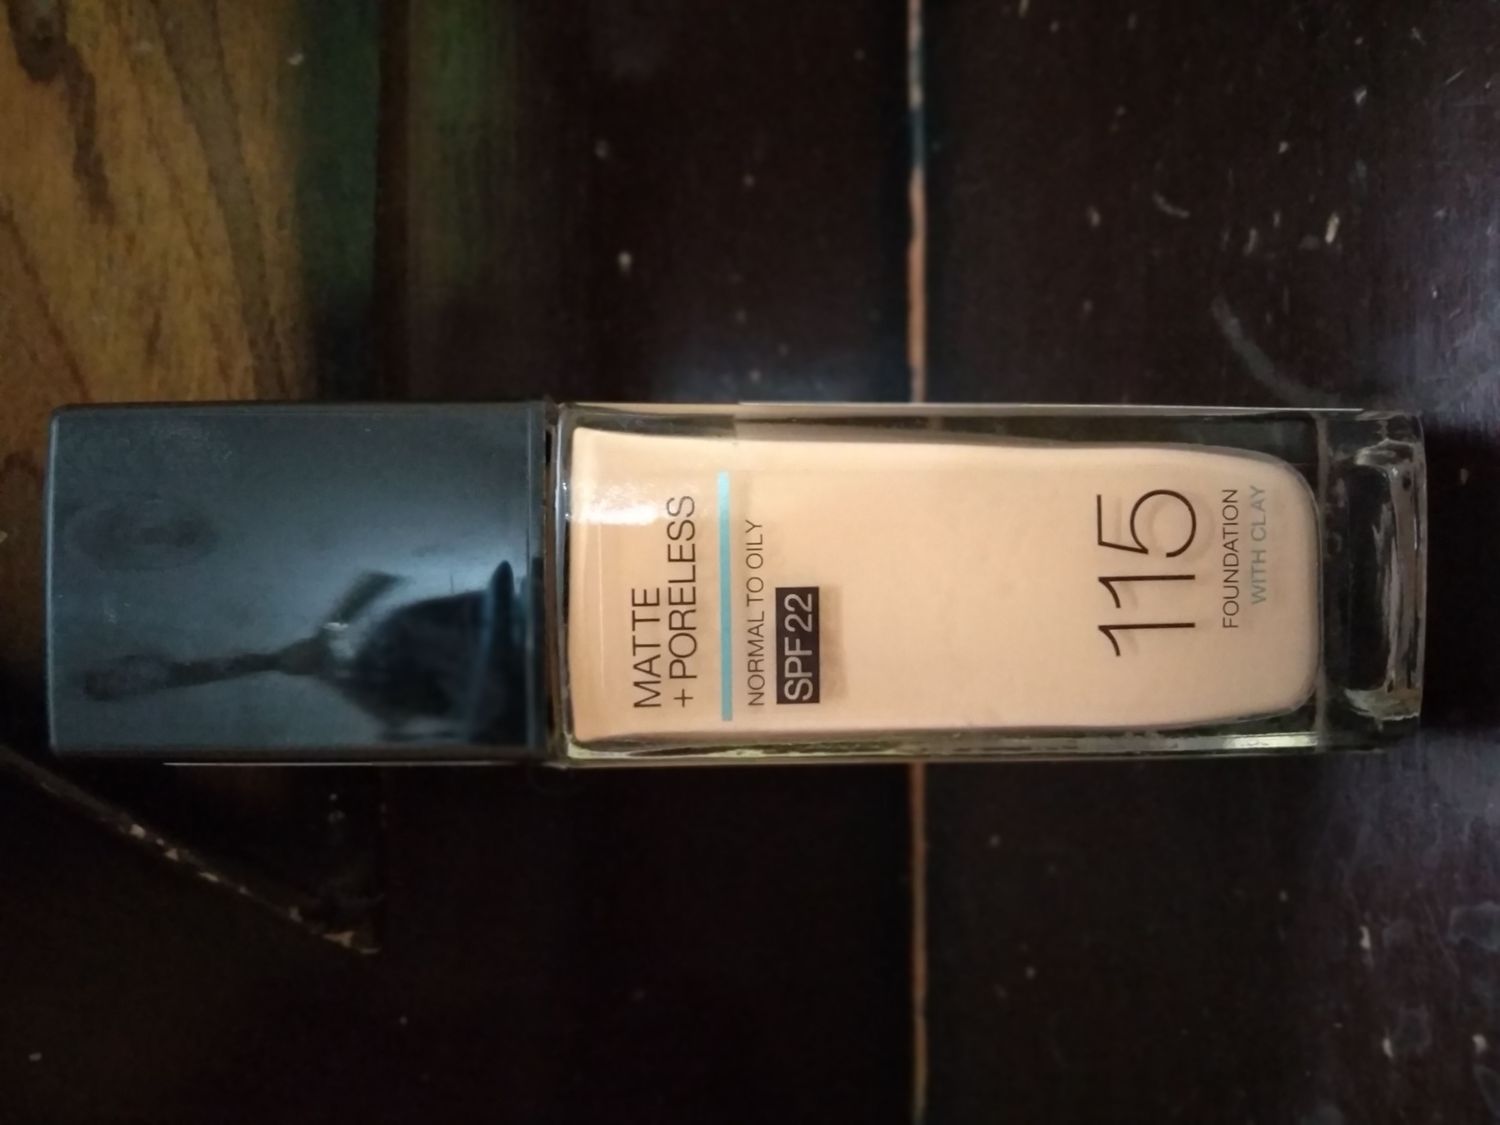 MATTE
+ PORELESS
NORMAL TO OILY
SPF 22
115
FOUNDATION
WITH CLAY